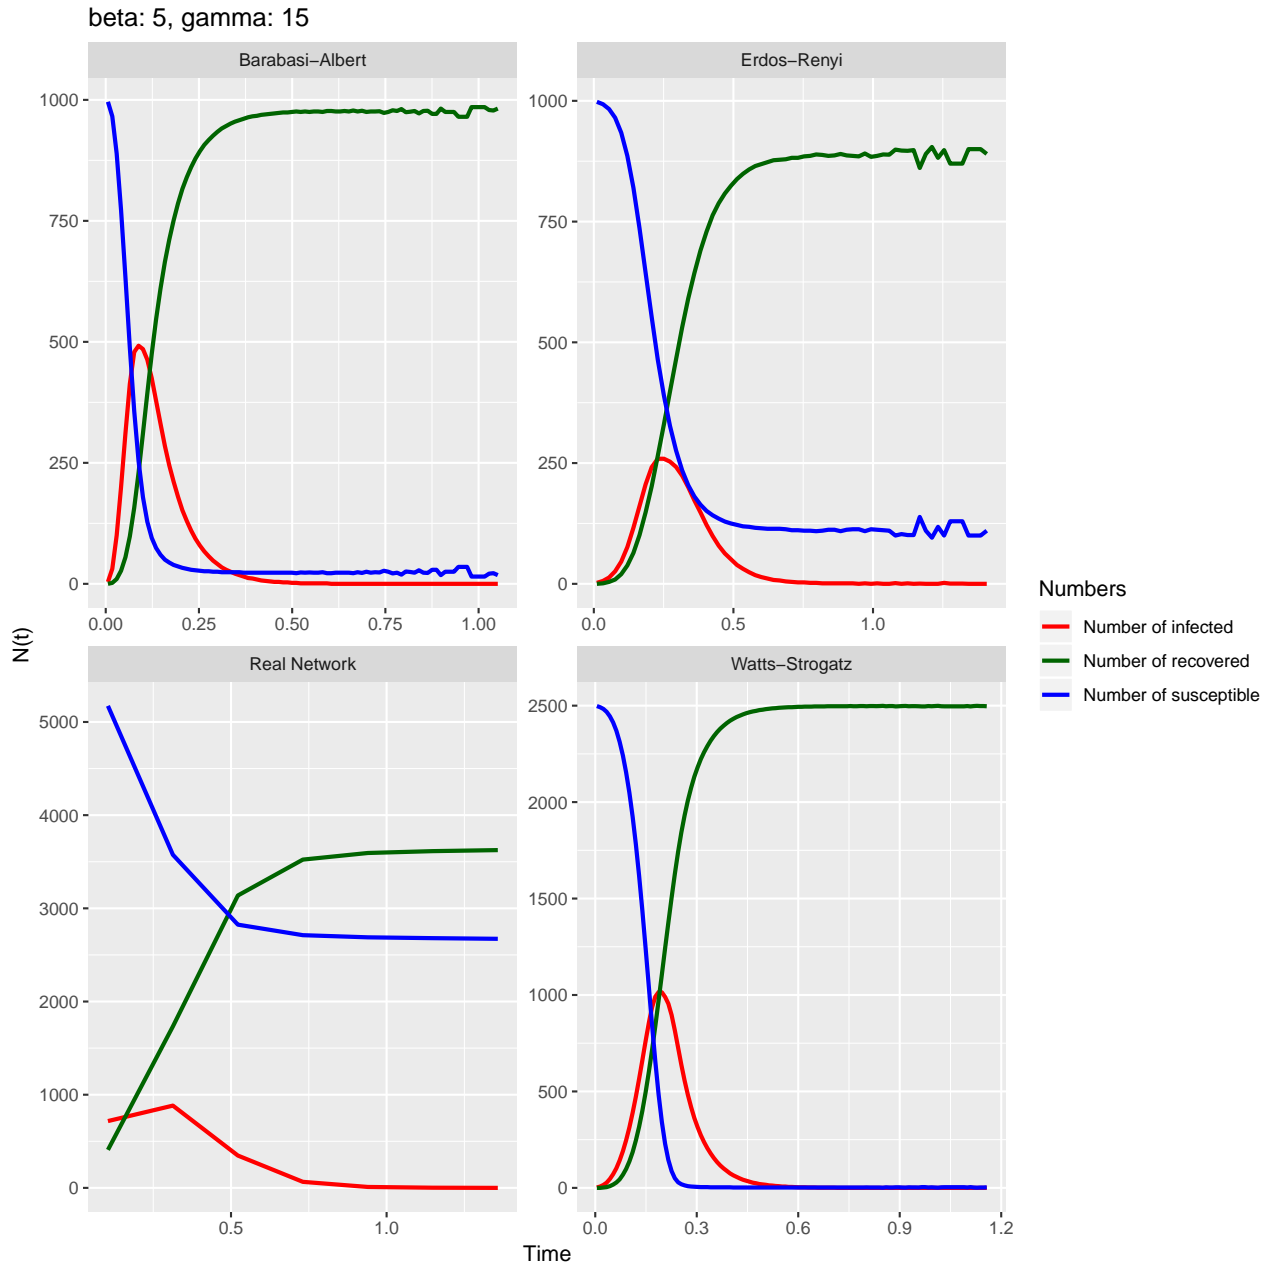 beta: 5, gamma: 15
Barabasi−Albert
Erdos−Renyi
1000
750
500
250
0
0.00 0.25 0.50 0.75 1.00
1000
750
500
250
0
0.0 0.5 1.0
Real Network
Watts−Strogatz
5000
4000
3000
2000
1000
0
0.5 1.0
2500
2000
1500
1000
500
0
0.0 0.3 0.6 0.9 1.2
Time
N(t)
Numbers
Number of infected
Number of recovered
Number of susceptible